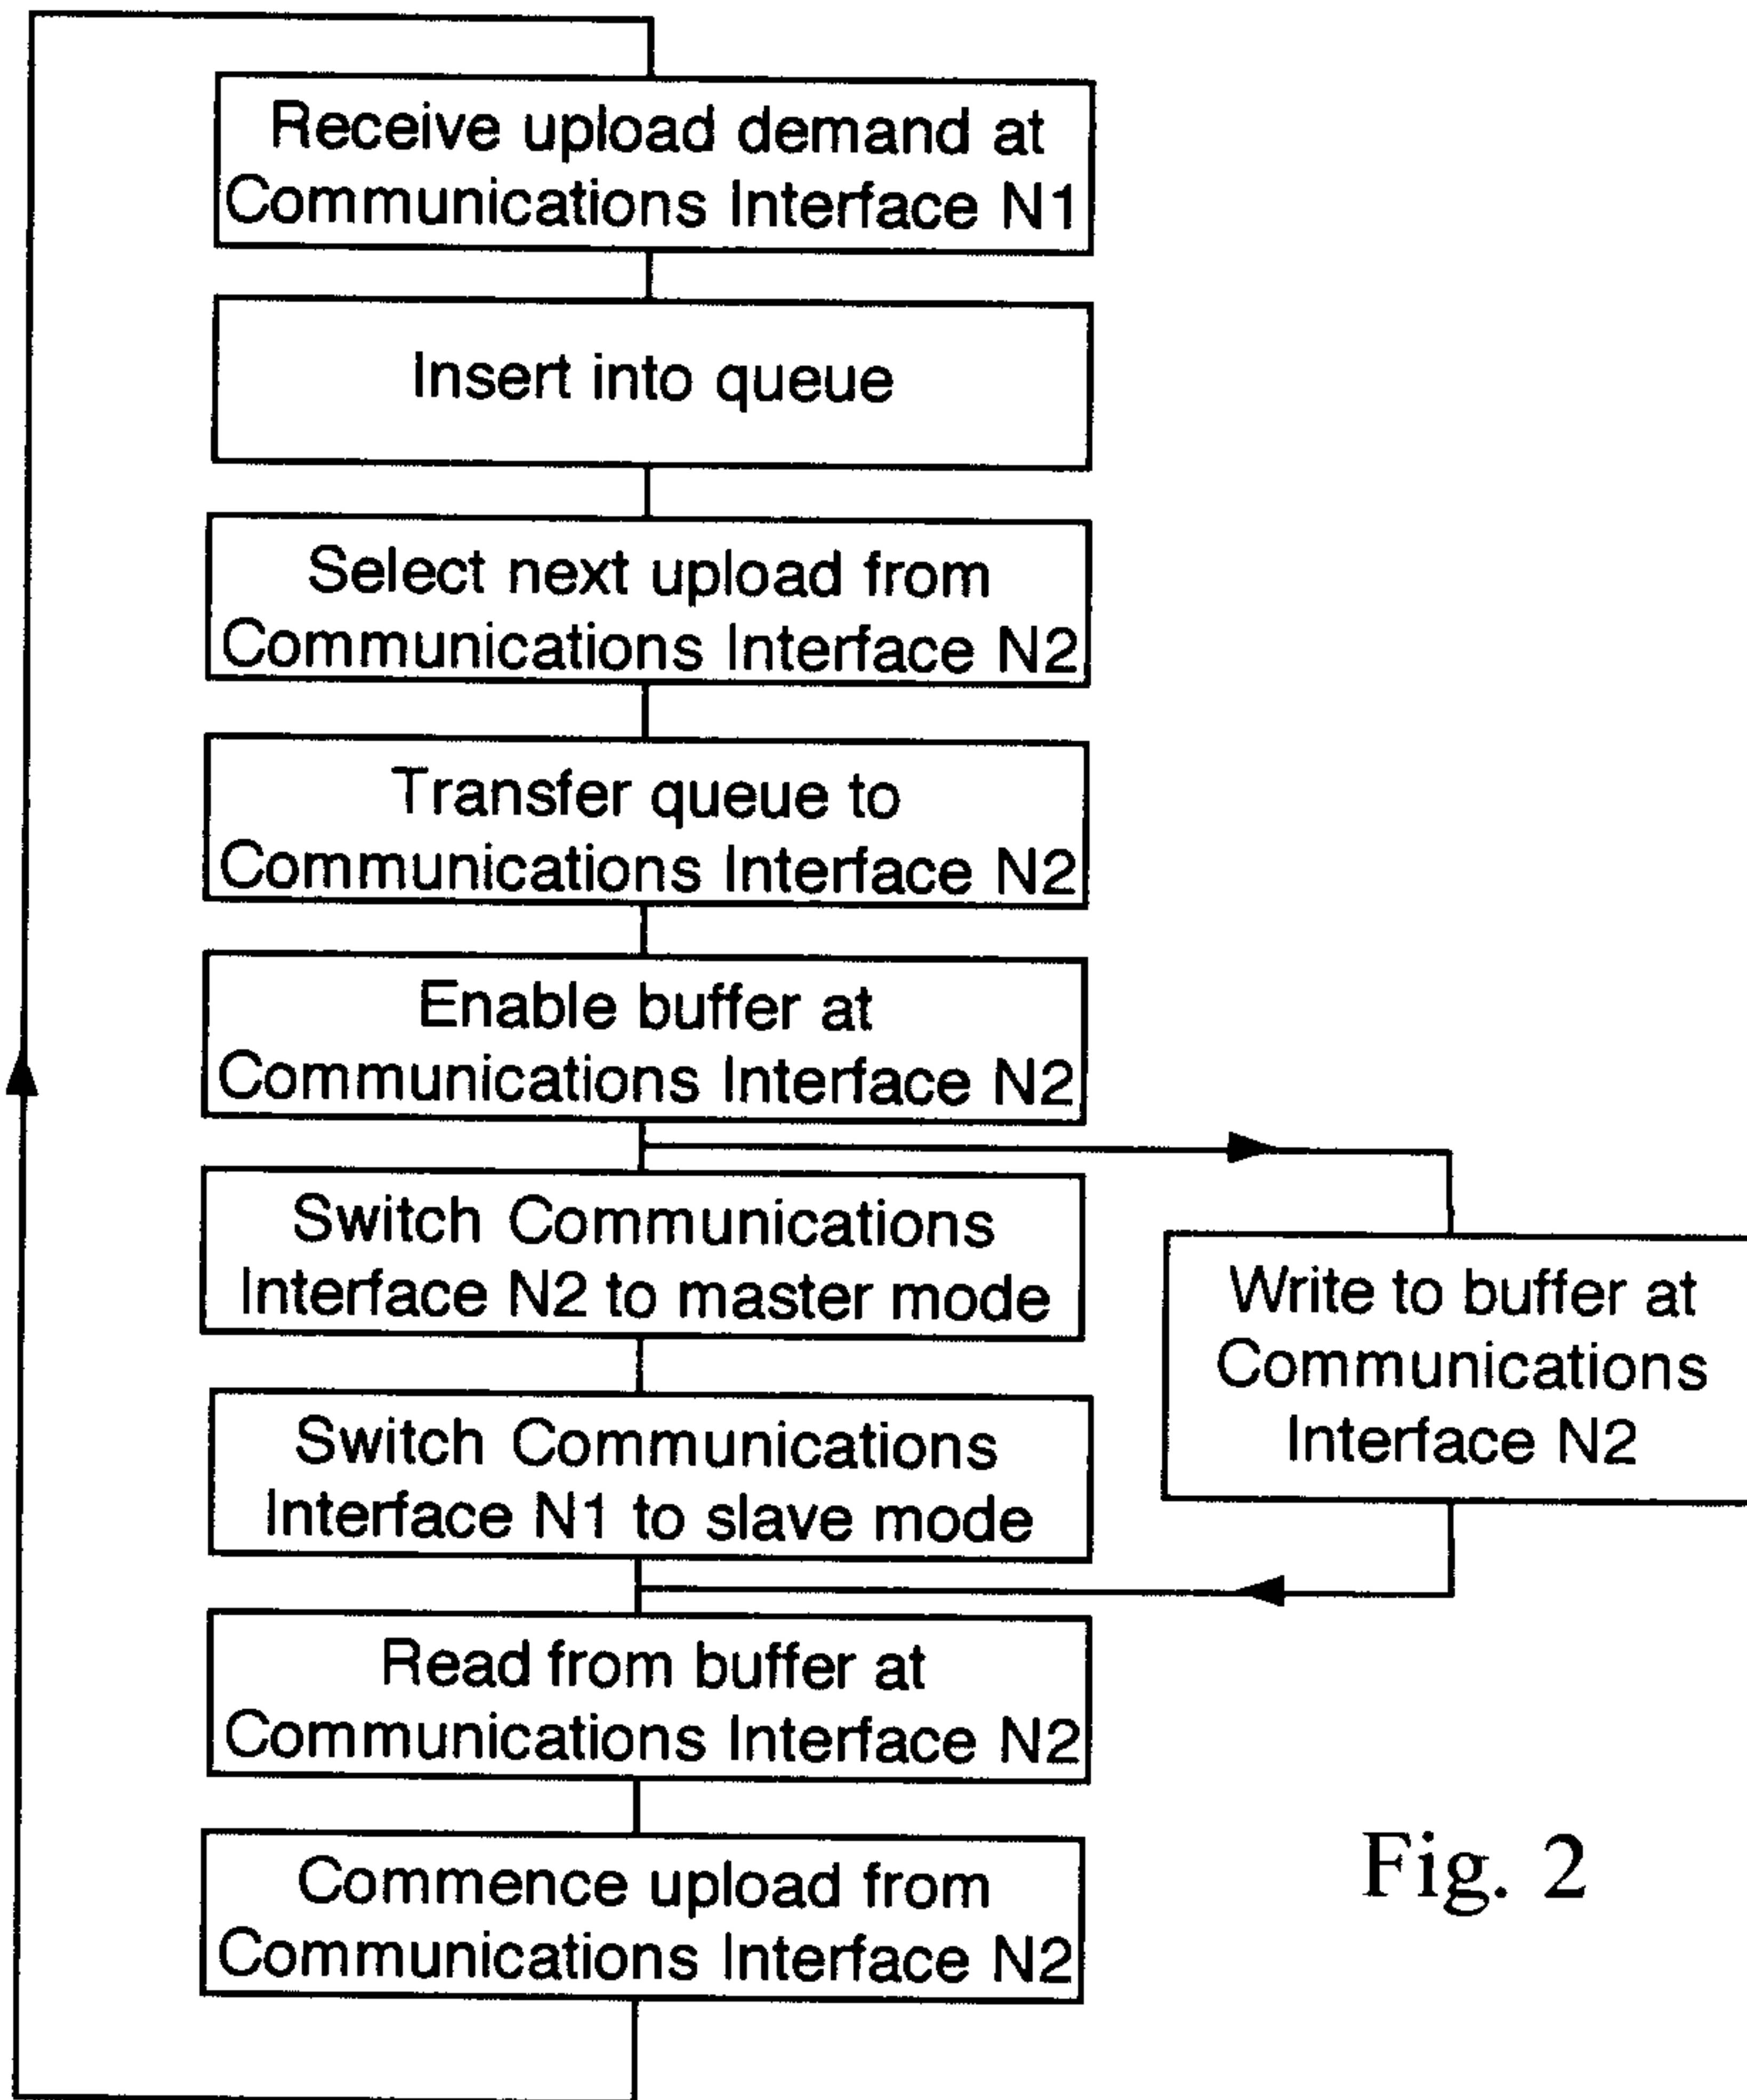 Receive upload demand at
Communications Interface N1
Insert into queue
Select next upload from
Communications Interface N2
Transfer queue to
Communications Interface N2
Enable buffer at
Communications Interface N2
Switch Communications
Interface N2 to master mode
Write to buffer at
Communications
Interface N2
Switch Communications
Interface N1 to slave mode
Read from buffer at
Communications Interface N2
Commence upload from
Communications Interface N2
Fig. 2